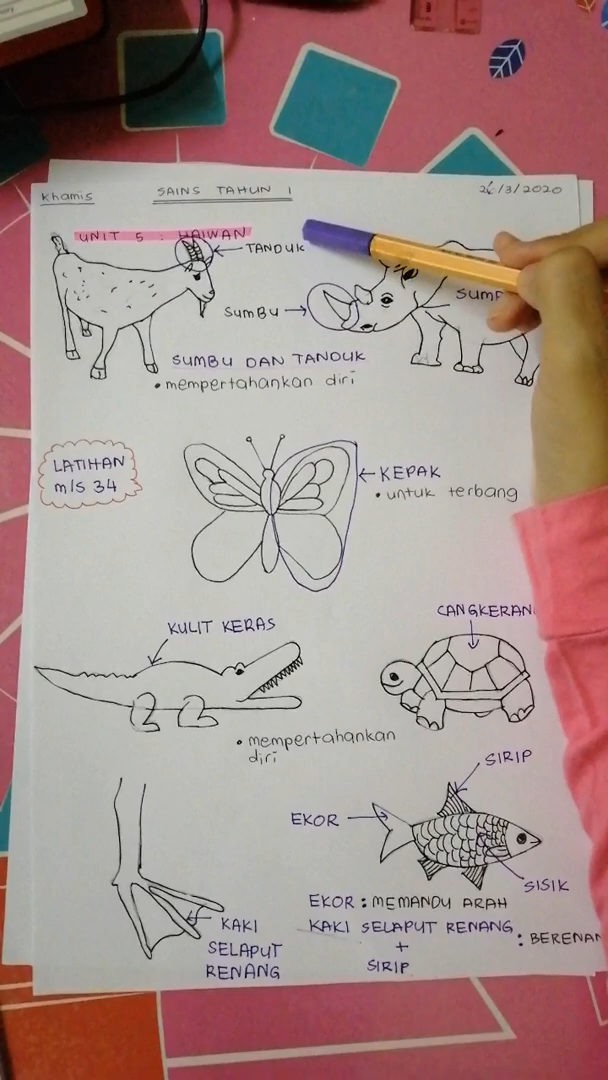 Khamis
SAINS TAHUN 1
26/3/2020
UNIT 5 : HAIWAN
TANDUK
SUMBU
SUMBU DAN TANDUK
• mempertahankan diri
LATIHAN
m/s 34
KEPAK
• untuk terbang
KULIT KERAS
CANGKERAN
• mempertahankan
diri
SIRIP
EKOR
SISIK
KAKI
SELAPUT
RENANG
EKOR : MEMANDU ARAH
KAKI SELAPUT RENANG
+
SIRIP
: BERENAN